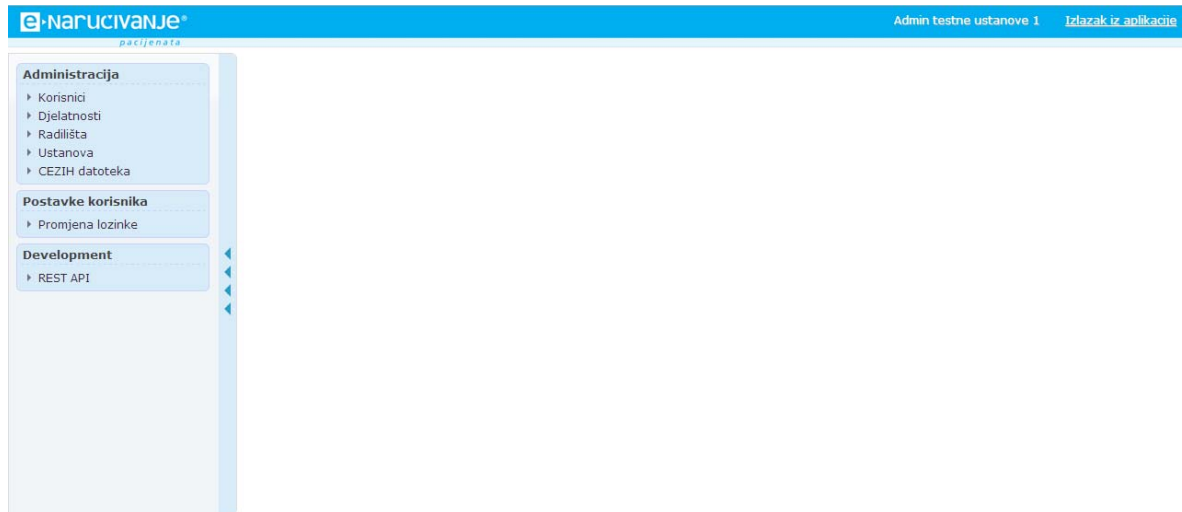 e-Narucivanje®
pacijenata
Admin testne ustanove 1 Izlazak iz aplikacije
Administracija
Korisnici
Djelatnosti
Radilišta
Ustanova
CEZIH datoteka
Postavke korisnika
Promjena lozinke
Development
REST API